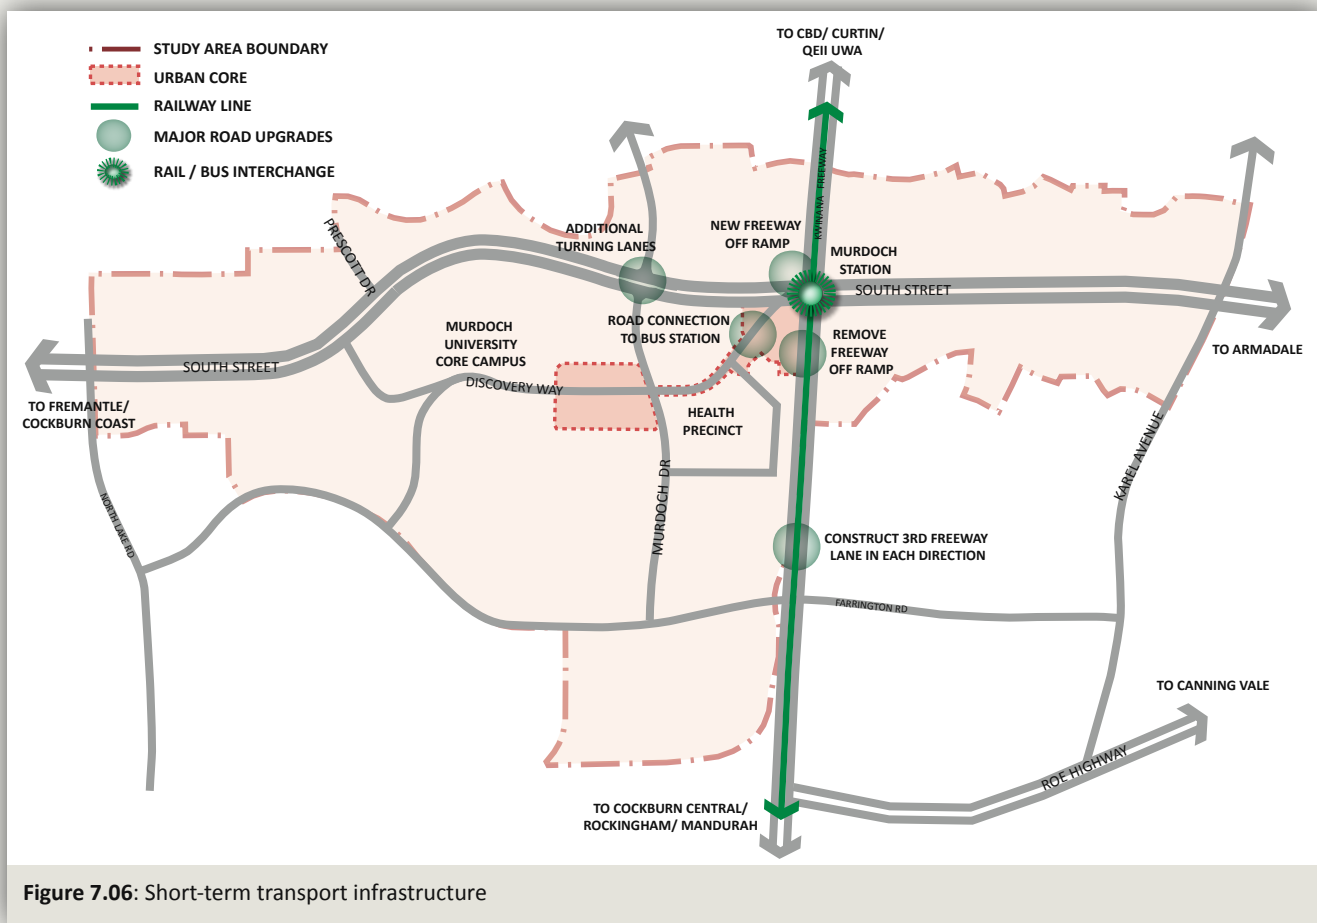 STUDY AREA BOUNDARY
URBAN CORE
RAILWAY LINE
MAJOR ROAD UPGRADES
RAIL / BUS INTERCHANGE
TO CBD/ CURTIN/
QEII UWA
KWINANA FREEWAY
PRESCOTT DR
ADDITIONAL
TURNING LANES
NEW FREEWAY
OFF RAMP
MURDOCH
STATION
SOUTH STREET
ROAD CONNECTION
TO BUS STATION
REMOVE
FREEWAY
OFF RAMP
TO ARMADALE
MURDOCH
UNIVERSITY
CORE CAMPUS
SOUTH STREET
DISCOVERY WAY
TO FREMANTLE/
COCKBURN COAST
HEALTH
PRECINCT
KAREL AVENUE
NORTH LAKE RD
MURDOCH DR
CONSTRUCT 3RD FREEWAY
LANE IN EACH DIRECTION
FARRINGTON RD
TO CANNING VALE
ROE HIGHWAY
TO COCKBURN CENTRAL/
ROCKINGHAM/ MANDURAH
Figure 7.06: Short-term transport infrastructure